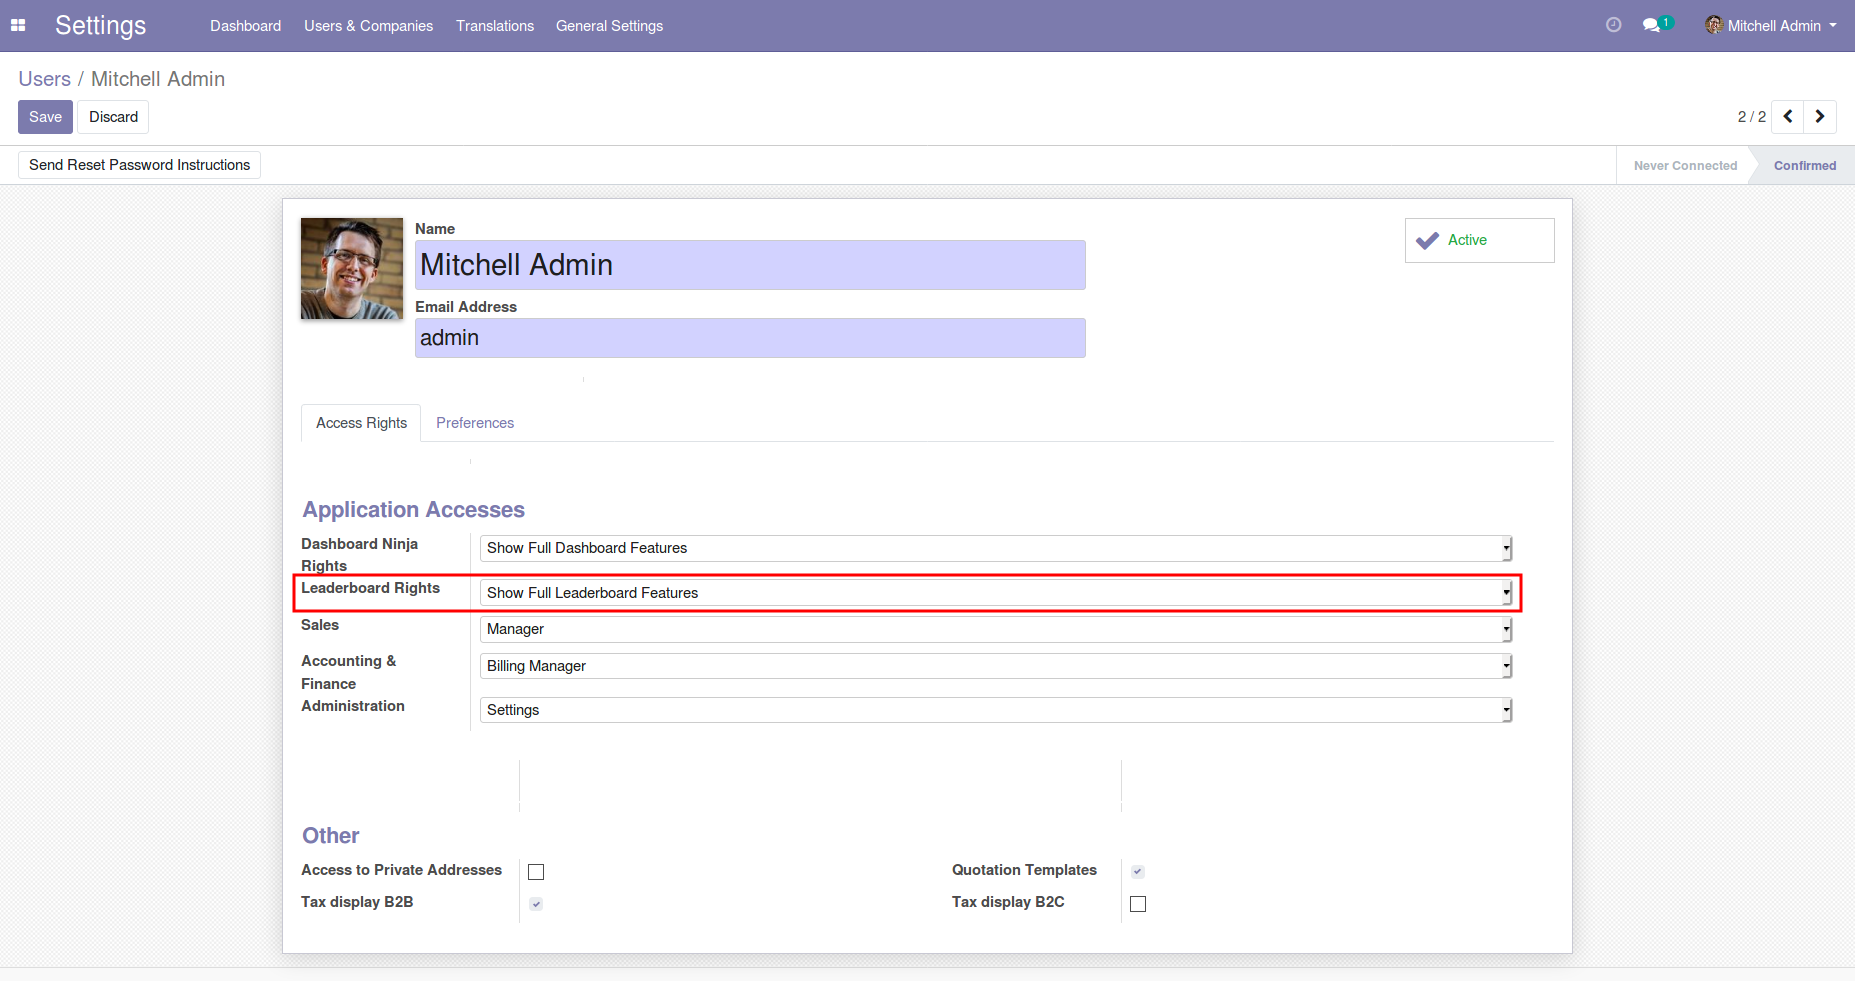 Settings Dashboard Users & Companies Translations General Settings 1 Mitchell Admin
Users / Mitchell Admin
Save Discard 2 / 2
Send Reset Password Instructions Never Connected Confirmed
Name
Mitchell Admin
Active
Email Address
admin
Access Rights Preferences
Application Accesses
Dashboard Ninja
Rights
Show Full Dashboard Features
Leaderboard Rights Show Full Leaderboard Features
Sales Manager
Accounting &
Finance
Billing Manager
Administration Settings
Other
Access to Private Addresses Quotation Templates
Tax display B2B Tax display B2C